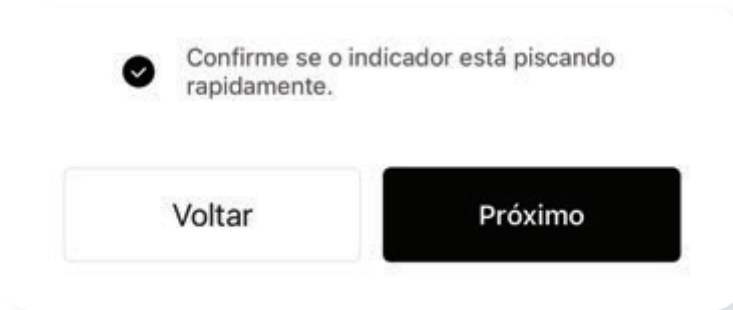 Confirme se o indicador está piscando
rapidamente.
Voltar
Próximo